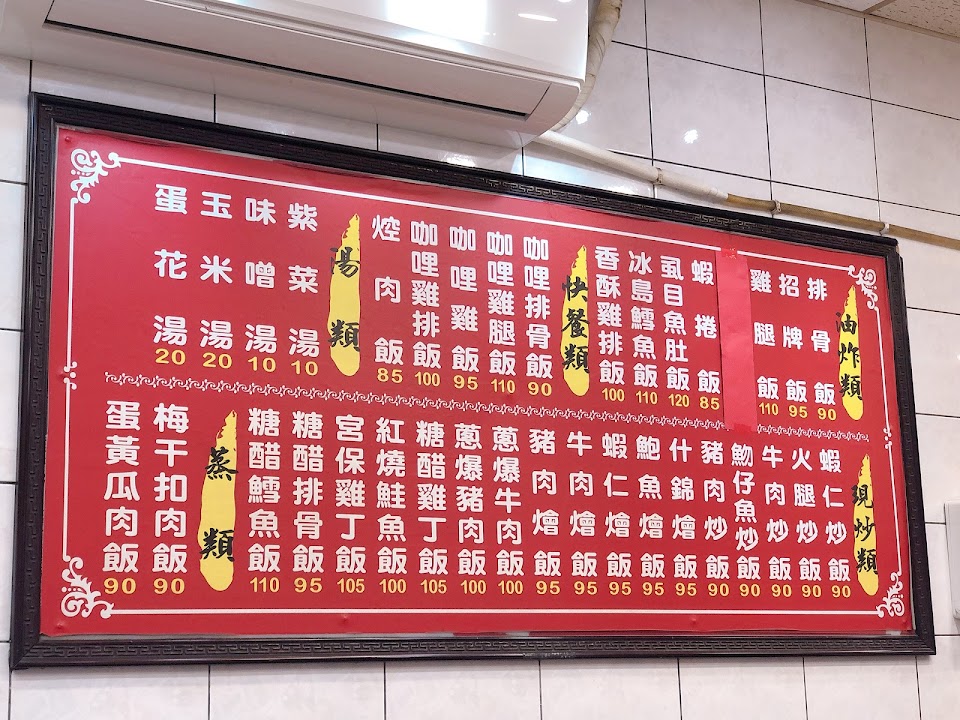 油炸類
排骨飯 90
招牌飯 95
雞腿飯 110
蝦捲飯 85
虱目魚肚飯 120
冰島鱈魚飯 110
香酥雞排飯 100
快餐類
咖哩排骨飯 90
咖哩雞腿飯 110
咖哩雞飯 95
咖哩雞排飯 100
焢肉飯 85
湯類
紫菜湯 10
味噌湯 10
玉米湯 20
蛋花湯 20
現炒類
蝦仁炒飯 90
火腿炒飯 90
牛肉炒飯 90
魩仔魚炒飯 90
豬肉炒飯 90
什錦燴飯 95
鮑魚燴飯 95
蝦仁燴飯 95
牛肉燴飯 95
豬肉燴飯 95
蔥爆牛肉飯 100
蔥爆豬肉飯 100
糖醋雞丁飯 105
紅燒鮭魚飯 100
宮保雞丁飯 105
糖醋排骨飯 95
糖醋鱈魚飯 110
蒸類
梅干扣肉飯 90
蛋黃瓜肉飯 90